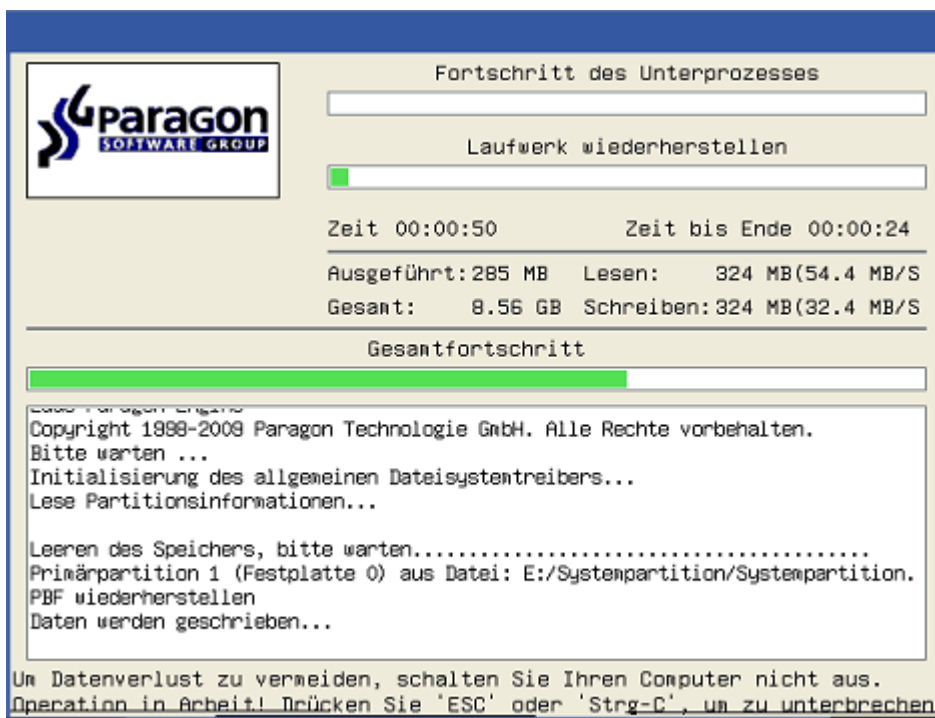 Paragon
SOFTWARE GROUP
Fortschritt des Unterprozesses
Laufwerk wiederherstellen
Zeit 00:00:50 Zeit bis Ende 00:00:24
Ausgeführt: 285 MB Lesen: 324 MB(54.4 MB/S
Gesamt: 8.56 GB Schreiben: 324 MB(32.4 MB/S
Gesamtfortschritt
Copyright 1998-2009 Paragon Technologie GmbH. Alle Rechte vorbehalten.
Bitte warten ...
Initialisierung des allgemeinen Dateisystemtreibers...
Lese Partitionsinformationen...
Leeren des Speichers, bitte warten.......................................
Primärpartition 1 (Festplatte 0) aus Datei: E:/Systempartition/Systempartition.
PBF wiederherstellen
Daten werden geschrieben...
Um Datenverlust zu vermeiden, schalten Sie Ihren Computer nicht aus.
Operation in Arbeit! Drücken Sie 'ESC' oder 'Strg-C', um zu unterbrechen